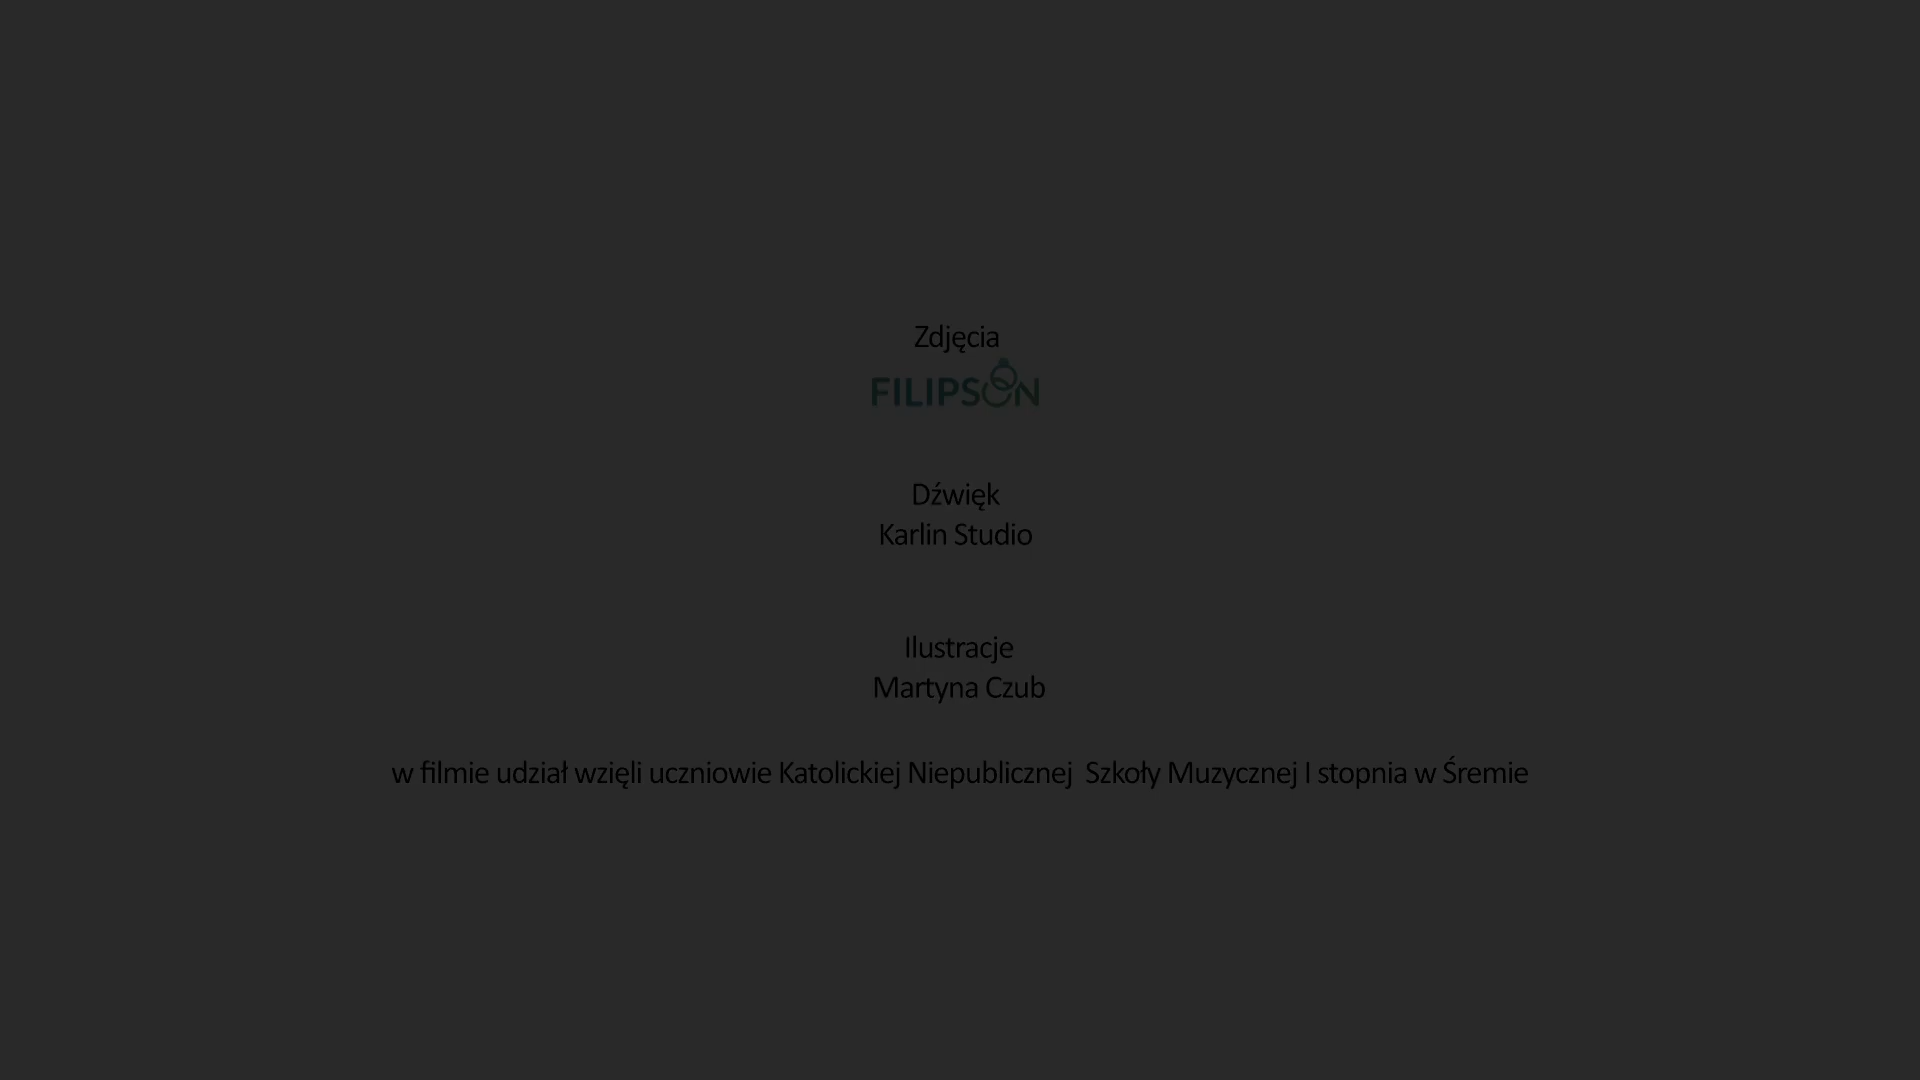 Zdjęcia
FILIPSON
Dźwięk
Karlin Studio
Ilustracje
Martyna Czub
w filmie udział wzięli uczniowie Katolickiej Niepublicznej  Szkoły Muzycznej I stopnia w Śremie